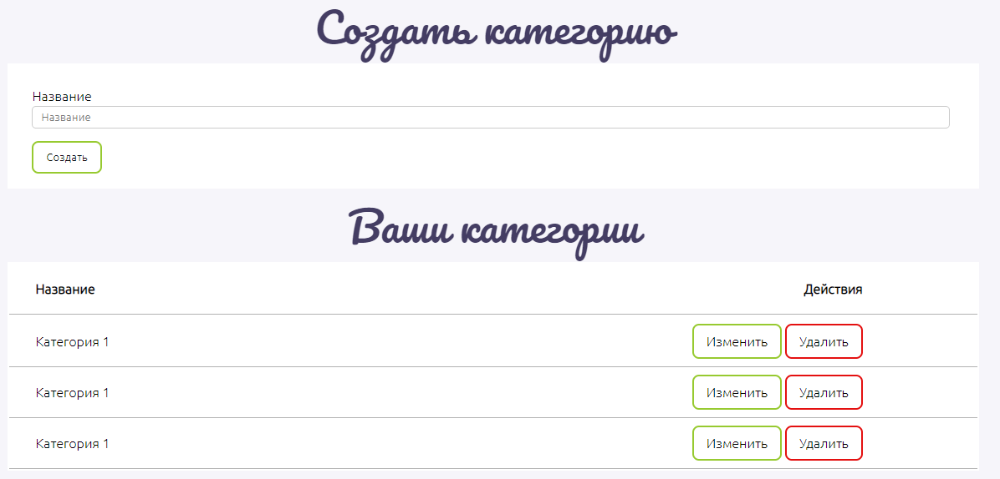 Создать категорию
Название
Название
Создать
Ваши категории
Название Действия
Категория 1 Изменить Удалить
Категория 1 Изменить Удалить
Категория 1 Изменить Удалить